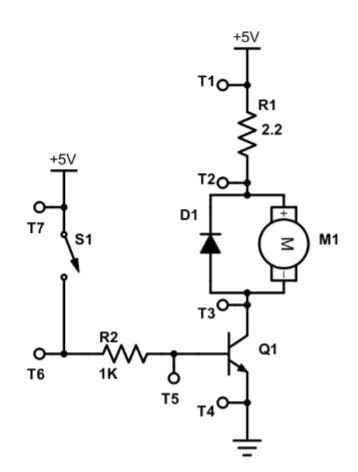 +5V
T1
R1
2.2
T2
+5V
D1
+
M
M1
-
T7
S1
T3
R2
Q1
1K
T6
T5
T4